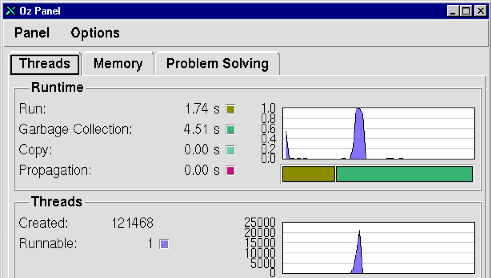 Oz Panel
Panel Options
Threads Memory Problem Solving
Runtime
Run: 1.74 s
Garbage Collection: 4.51 s
Copy: 0.00 s
Propagation: 0.00 s
1.0
0.8
0.6
0.4
0.2
0.0
Threads
Created: 121468
Runnable: 1
25000
20000
15000
10000
5000
0